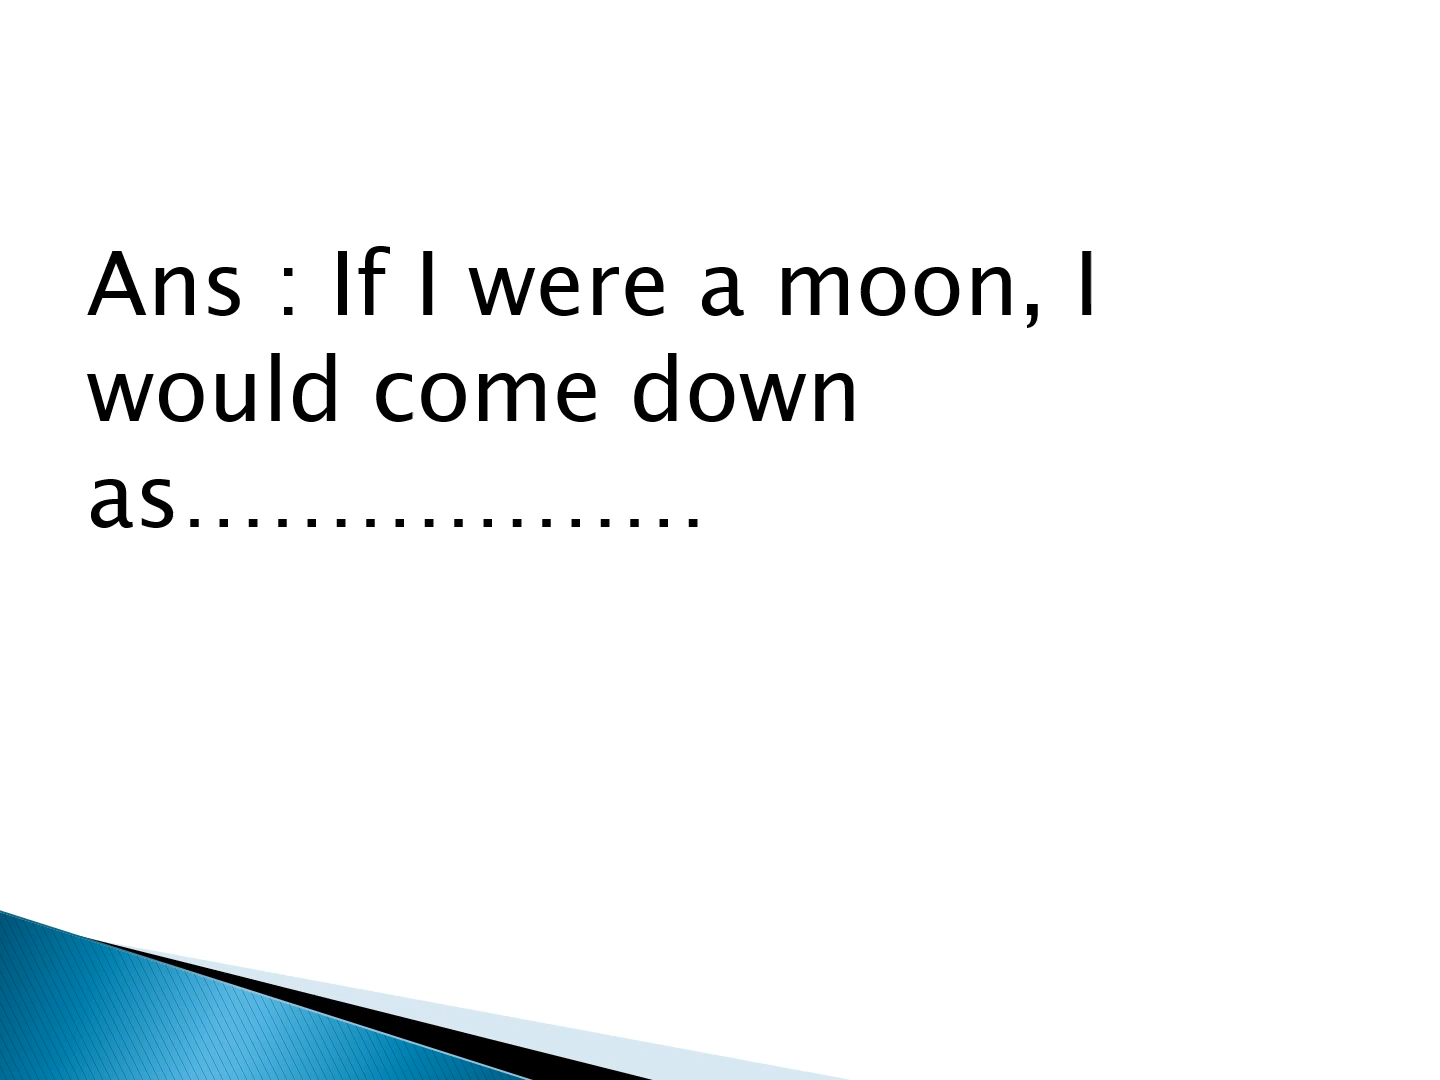 Ans : If I were a moon, I
would come down
as………………